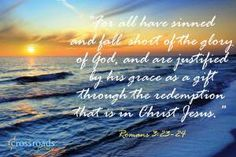 "For all have sinned
and fall short of the glory
of God, and are justified
by his grace as a gift
through the redemption
that is in Christ Jesus."
Romans 3:23-24
crossroads